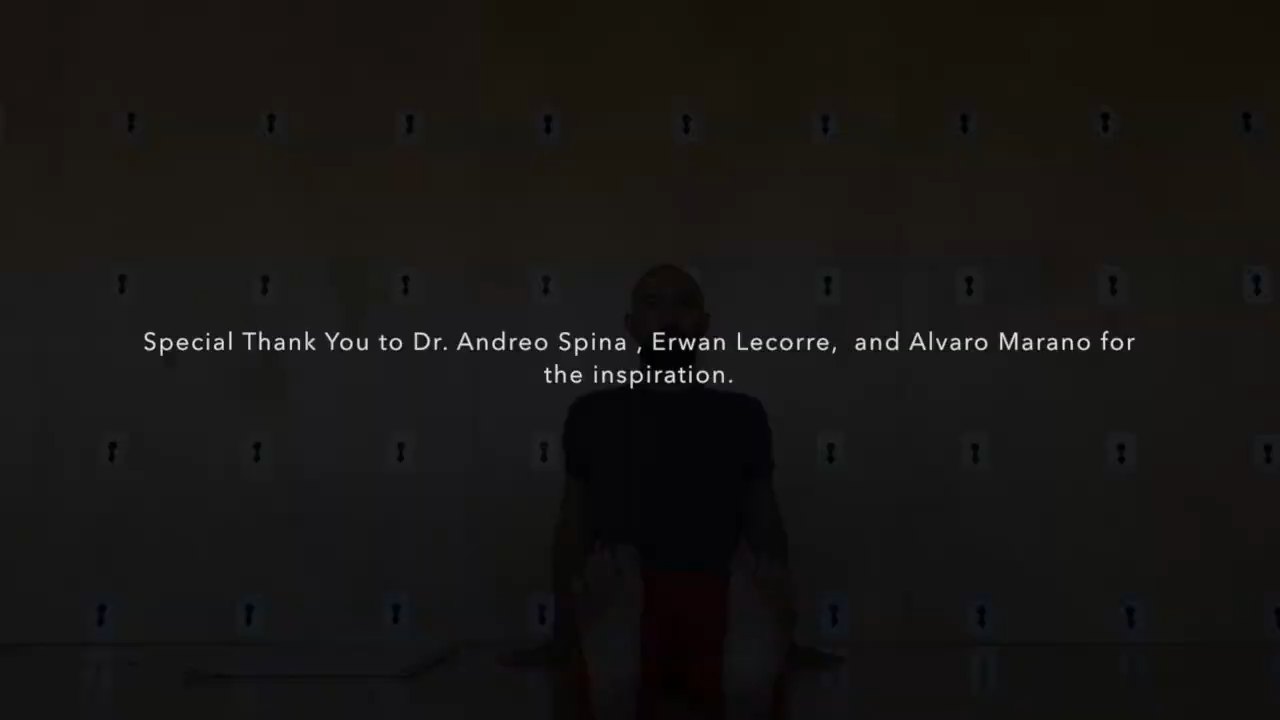 Special Thank You to Dr. Andreo Spina , Erwan Lecorre,  and Alvaro Marano for
the inspiration.